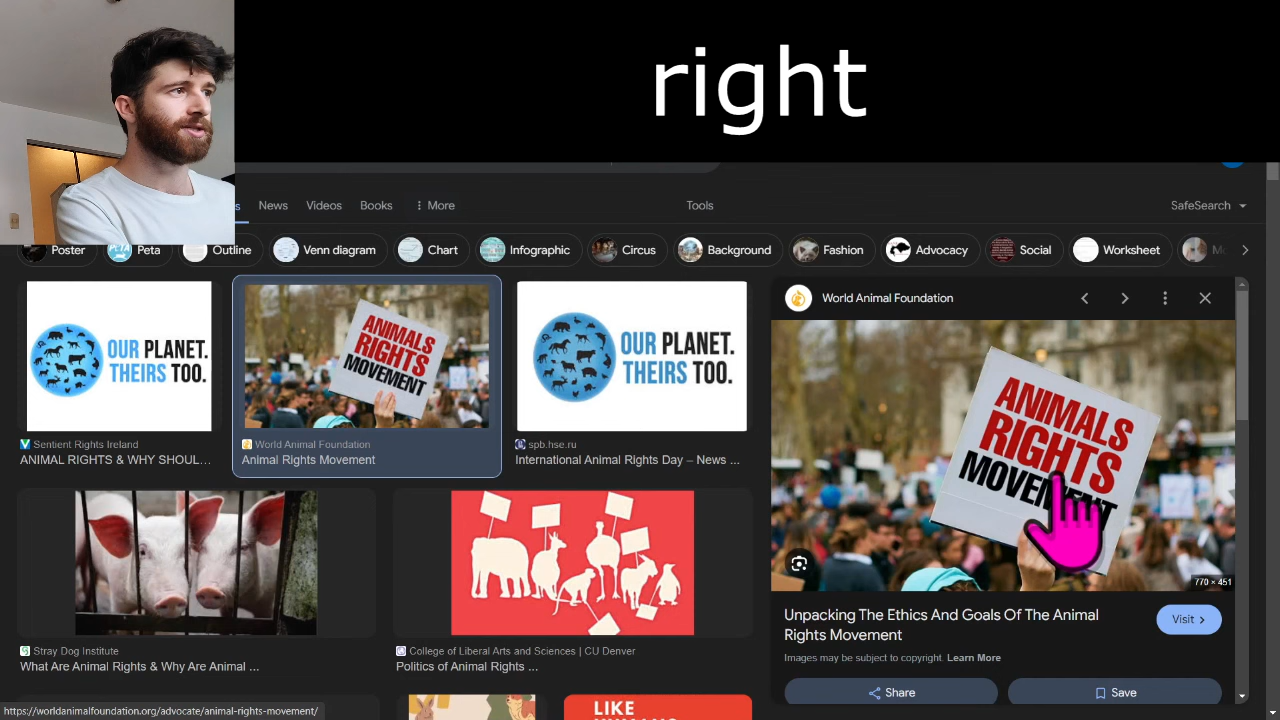 right
News
Videos
Books
More
Tools
SafeSearch
Poster
Peta
Outline
Venn diagram
Chart
Infographic
Circus
Background
Fashion
Advocacy
Social
Worksheet
OUR PLANET.
THEIRS TOO.
Sentient Rights Ireland
ANIMAL RIGHTS & WHY SHOUL...
ANIMALS
RIGHTS
MOVEMENT
World Animal Foundation
Animal Rights Movement
OUR PLANET.
THEIRS TOO.
spb.hse.ru
International Animal Rights Day – News ...
Stray Dog Institute
What Are Animal Rights & Why Are Animal ...
College of Liberal Arts and Sciences | CU Denver
Politics of Animal Rights ...
LIKE
World Animal Foundation
ANIMALS
RIGHTS
MOVEMENT
770 × 451
Unpacking The Ethics And Goals Of The Animal
Rights Movement
Visit
Images may be subject to copyright. Learn More
Share
Save
https://worldanimalfoundation.org/advocate/animal-rights-movement/